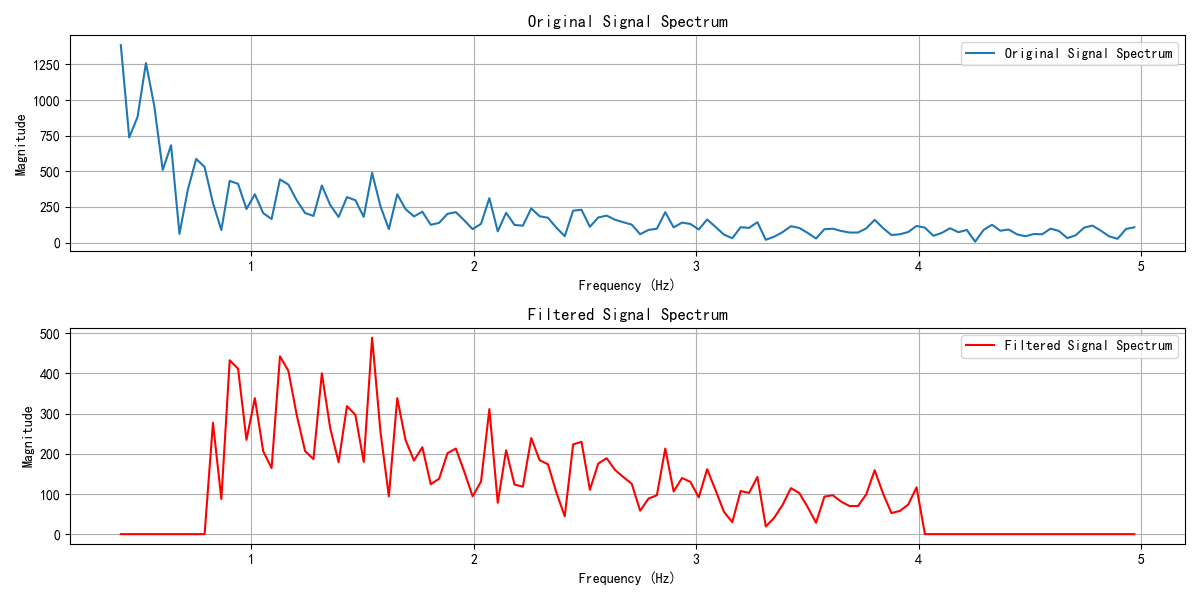 Original Signal Spectrum
Original Signal Spectrum
1250
1000
750
500
250
0
Magnitude
1 2 3 4 5
Frequency (Hz)
Filtered Signal Spectrum
Filtered Signal Spectrum
500
400
300
200
100
0
Magnitude
1 2 3 4 5
Frequency (Hz)